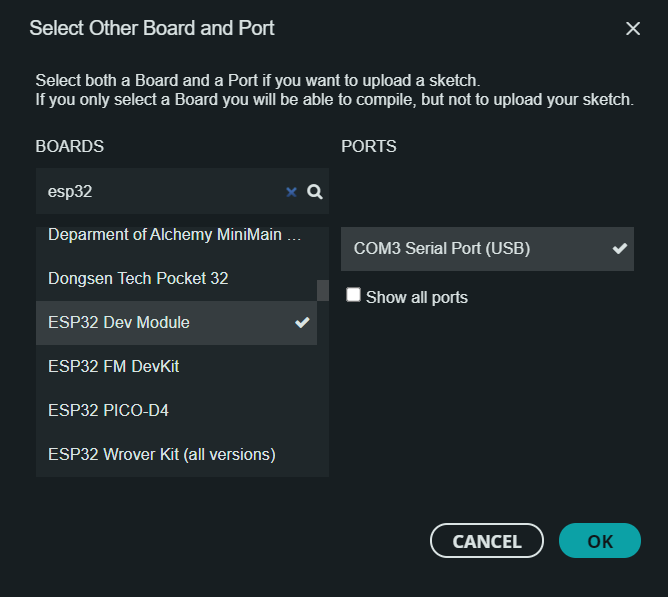 Select Other Board and Port
Select both a Board and a Port if you want to upload a sketch.
If you only select a Board you will be able to compile, but not to upload your sketch.
BOARDS
PORTS
esp32
Deparment of Alchemy MiniMain ...
Dongsen Tech Pocket 32
ESP32 Dev Module
ESP32 FM DevKit
ESP32 PICO-D4
ESP32 Wrover Kit (all versions)
COM3 Serial Port (USB)
Show all ports
CANCEL
OK